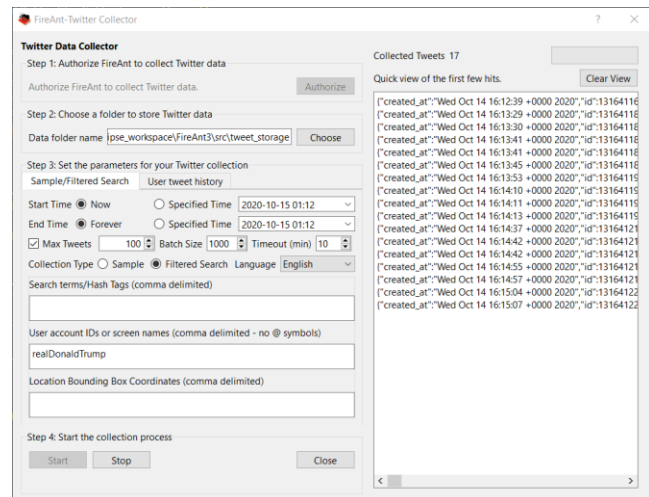 FireAnt-Twitter Collector
Twitter Data Collector
Step 1: Authorize FireAnt to collect Twitter data
Authorize FireAnt to collect Twitter data.
Authorize
Step 2: Choose a folder to store Twitter data
Data folder name
ipse_workspace\FireAnt3\src\tweet_storage
Choose
Step 3: Set the parameters for your Twitter collection
Sample/Filtered Search
User tweet history
Start Time Now Specified Time 2020-10-15 01:12
End Time Forever Specified Time 2020-10-15 01:12
Max Tweets 100 Batch Size 1000 Timeout (min) 10
Collection Type Sample Filtered Search Language English
Search terms/Hash Tags (comma delimited)
User account IDs or screen names (comma delimited - no @ symbols)
realDonaldTrump
Location Bounding Box Coordinates (comma delimited)
Step 4: Start the collection process
Start Stop Close
Collected Tweets 17
Quick view of the first few hits.
Clear View
{"created_at":"Wed Oct 14 16:12:39 +0000 2020","id":13164116
{"created_at":"Wed Oct 14 16:13:29 +0000 2020","id":13164118
{"created_at":"Wed Oct 14 16:13:30 +0000 2020","id":13164118
{"created_at":"Wed Oct 14 16:13:41 +0000 2020","id":13164118
{"created_at":"Wed Oct 14 16:13:41 +0000 2020","id":13164118
{"created_at":"Wed Oct 14 16:13:45 +0000 2020","id":13164118
{"created_at":"Wed Oct 14 16:13:53 +0000 2020","id":13164119
{"created_at":"Wed Oct 14 16:14:10 +0000 2020","id":13164119
{"created_at":"Wed Oct 14 16:14:11 +0000 2020","id":13164119
{"created_at":"Wed Oct 14 16:14:13 +0000 2020","id":13164119
{"created_at":"Wed Oct 14 16:14:37 +0000 2020","id":13164121
{"created_at":"Wed Oct 14 16:14:42 +0000 2020","id":13164121
{"created_at":"Wed Oct 14 16:14:42 +0000 2020","id":13164121
{"created_at":"Wed Oct 14 16:14:55 +0000 2020","id":13164121
{"created_at":"Wed Oct 14 16:14:57 +0000 2020","id":13164121
{"created_at":"Wed Oct 14 16:15:04 +0000 2020","id":13164122
{"created_at":"Wed Oct 14 16:15:07 +0000 2020","id":13164122